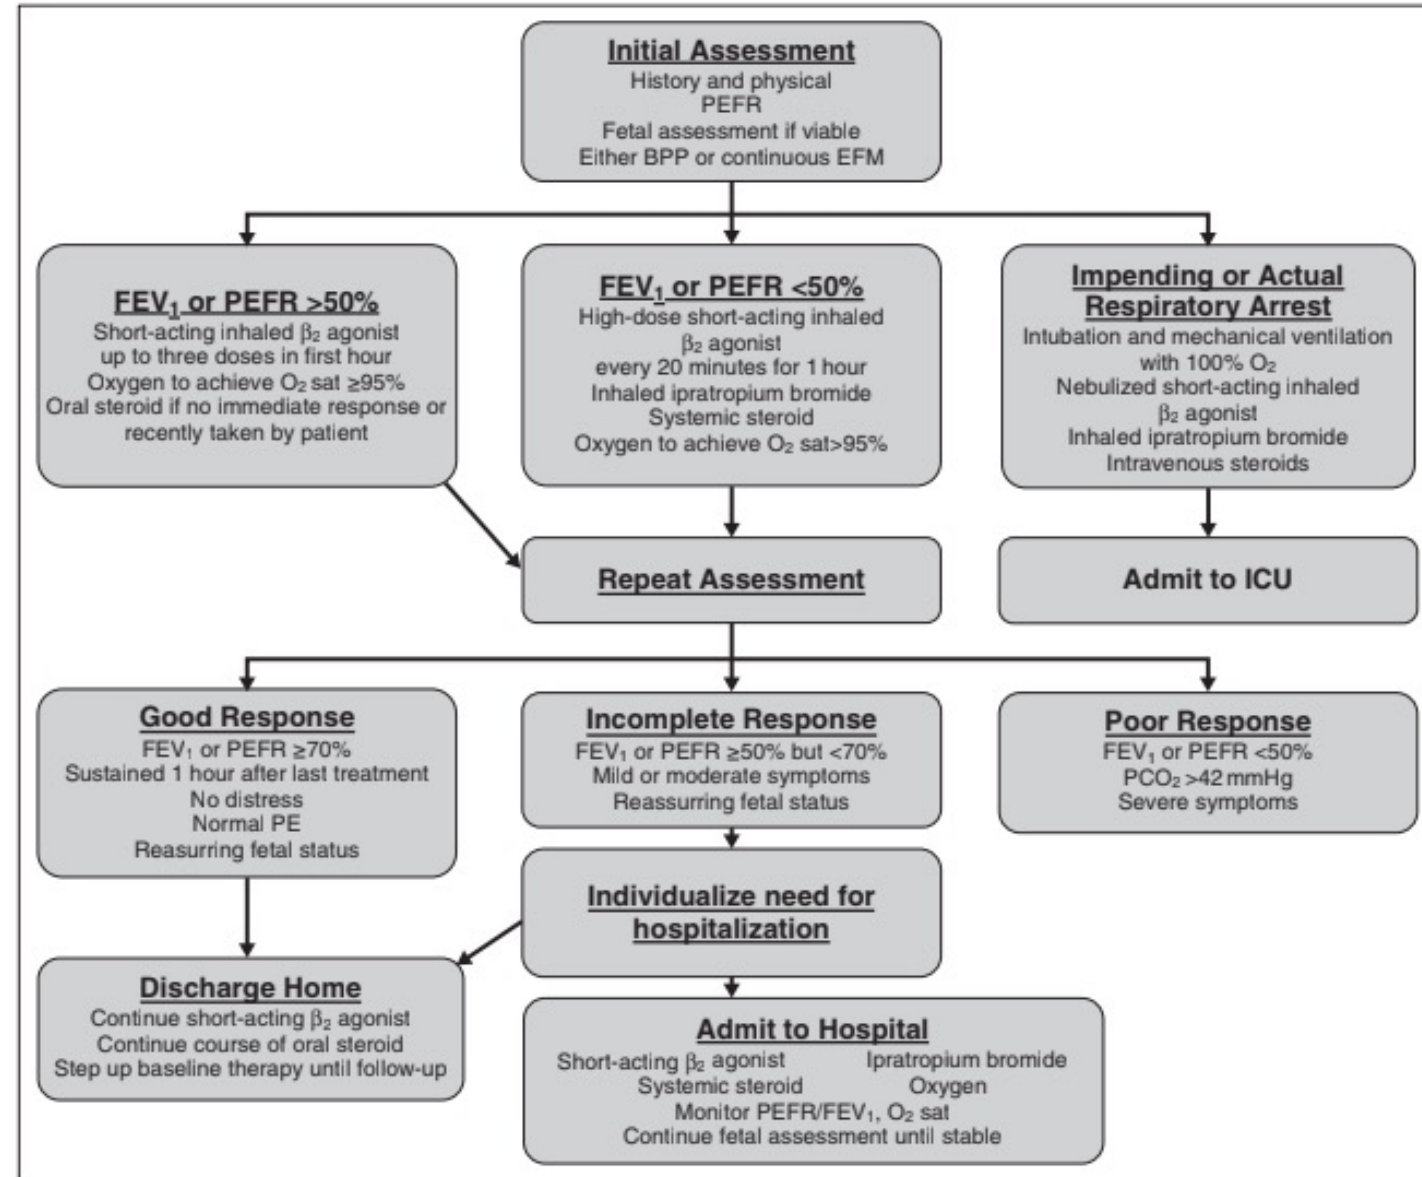 Initial Assessment
History and physical
PEFR
Fetal assessment if viable
Either BPP or continuous EFM
FEV₁ or PEFR >50%
Short-acting inhaled β₂ agonist
up to three doses in first hour
Oxygen to achieve O₂ sat ≥95%
Oral steroid if no immediate response or
recently taken by patient
FEV₁ or PEFR <50%
High-dose short-acting inhaled
β₂ agonist
every 20 minutes for 1 hour
Inhaled ipratropium bromide
Systemic steroid
Oxygen to achieve O₂ sat>95%
Impending or Actual
Respiratory Arrest
Intubation and mechanical ventilation
with 100% O₂
Nebulized short-acting inhaled
β₂ agonist
Inhaled ipratropium bromide
Intravenous steroids
Repeat Assessment
Admit to ICU
Good Response
FEV₁ or PEFR ≥70%
Sustained 1 hour after last treatment
No distress
Normal PE
Reasurring fetal status
Incomplete Response
FEV₁ or PEFR ≥50% but <70%
Mild or moderate symptoms
Reassurring fetal status
Poor Response
FEV₁ or PEFR <50%
PCO₂ >42 mmHg
Severe symptoms
Individualize need for
hospitalization
Discharge Home
Continue short-acting β₂ agonist
Continue course of oral steroid
Step up baseline therapy until follow-up
Admit to Hospital
Short-acting β₂ agonist Ipratropium bromide
Systemic steroid Oxygen
Monitor PEFR/FEV₁, O₂ sat
Continue fetal assessment until stable